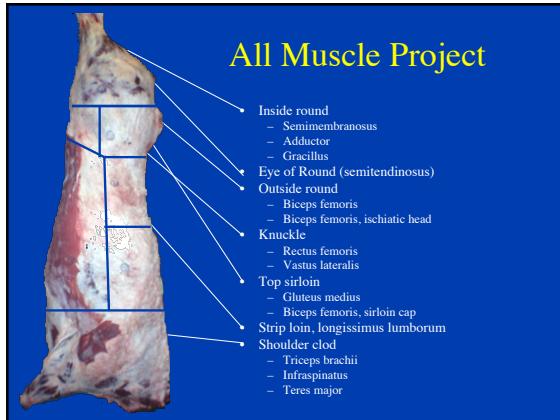 All Muscle Project
• Inside round
– Semimembranosus
– Adductor
– Gracillus
• Eye of Round (semitendinosus)
• Outside round
– Biceps femoris
– Biceps femoris, ischiatic head
• Knuckle
– Rectus femoris
– Vastus lateralis
• Top sirloin
– Gluteus medius
– Biceps femoris, sirloin cap
• Strip loin, longissimus lumborum
• Shoulder clod
– Triceps brachii
– Infraspinatus
– Teres major